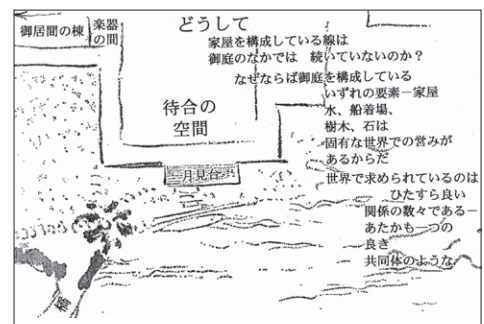 御居間の棟
楽器
の間
どうして
家屋を構成している線は
御庭のなかでは 続いていないのか?
なぜならば御庭を構成している
いずれの要素−家屋
水、船着場、
樹木、石は
固有な世界での営みが
あるからだ
世界で求められているのは
ひたすら良い
関係の数々である−
あたかも一つの
良き
共同体のような
待合の
空間
月見台
橋